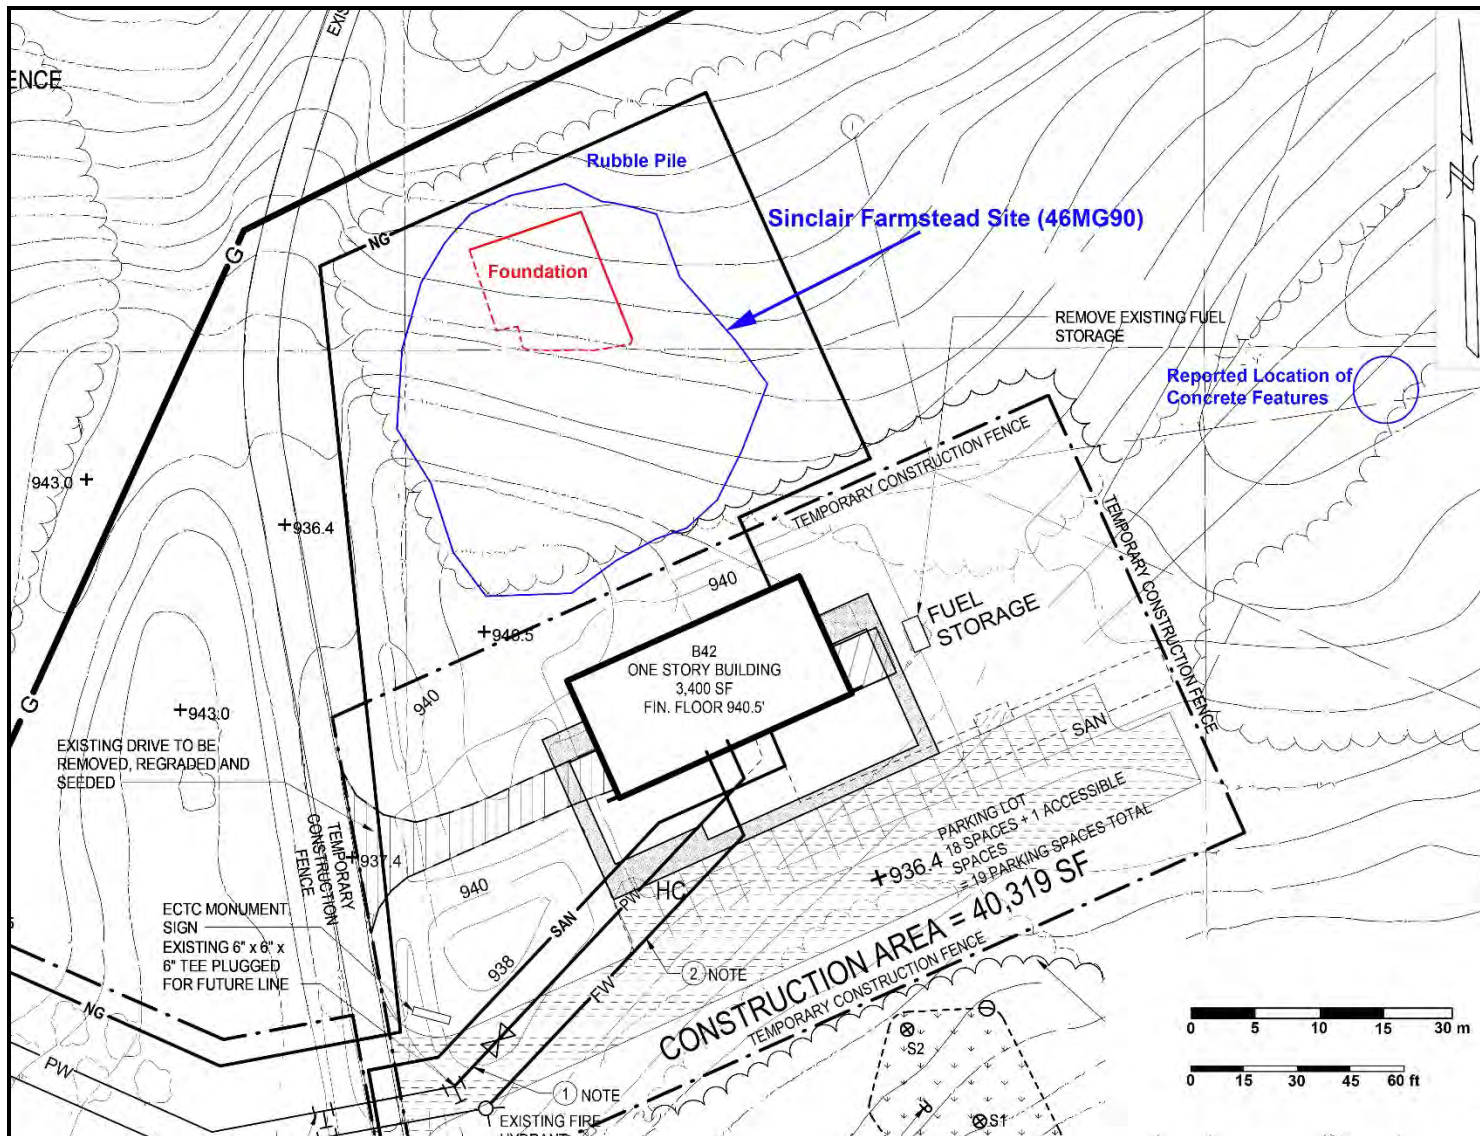 EXIS
ENCE
Rubble Pile
Sinclair Farmstead Site (46MG90)
NG
G
Foundation
REMOVE EXISTING FUEL
STORAGE
Reported Location of
Concrete Features
TEMPORARY CONSTRUCTION FENCE
943.0
936.4
TEMPORARY CONSTRUCTION FENCE
940
FUEL
STORAGE
940.5
B42
ONE STORY BUILDING
3,400 SF
FIN. FLOOR 940.5'
940
G
943.0
SAN
EXISTING DRIVE TO BE
REMOVED, REGRADED AND
SEEDED
TEMPORARY
CONSTRUCTION
FENCE
937.4
PARKING LOT
18 SPACES + 1 ACCESSIBLE
SPACES
= 19 PARKING SPACES TOTAL
936.4
940
HC
PW
SAN
ECTC MONUMENT
SIGN
EXISTING 6" x 6" x
6" TEE PLUGGED
FOR FUTURE LINE
938
FW
2 NOTE
CONSTRUCTION AREA = 40,319 SF
TEMPORARY CONSTRUCTION FENCE
NG
PW
S2
1 NOTE
EXISTING FIRE
HYDRANT
P
S1
0 5 10 15 30 m
0 15 30 45 60 ft